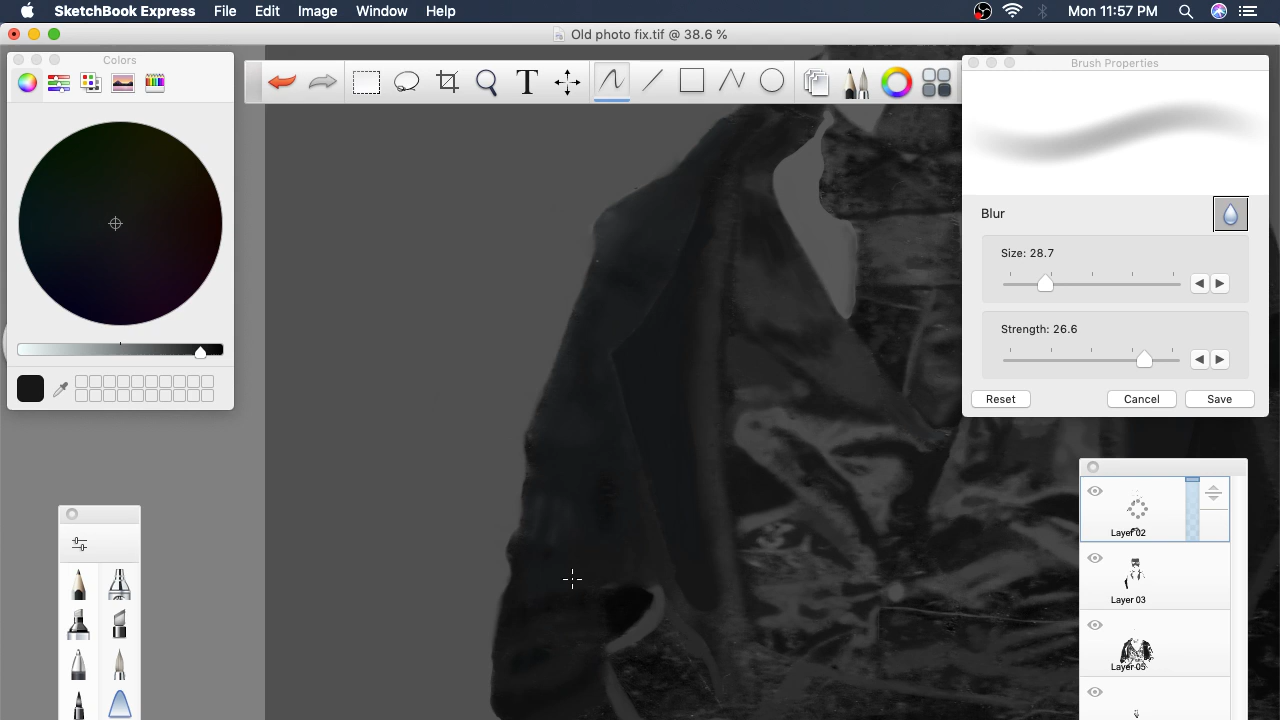 SketchBook Express File Edit Image Window Help Mon 11:57 PM
Old photo fix.tif @ 38.6 %
Colors
T
Brush Properties
Blur
Size: 28.7
Strength: 26.6
Reset Cancel Save
Layer 02
Layer 03
Layer 05